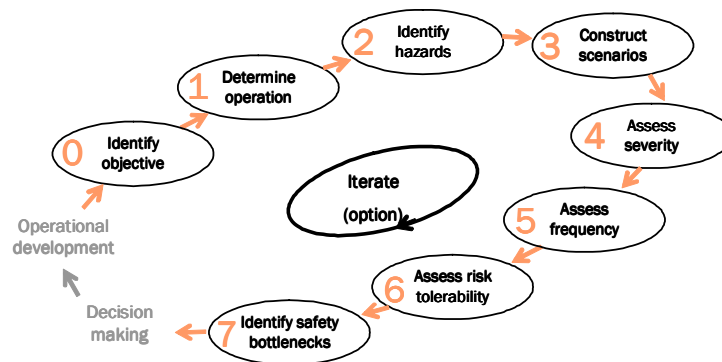 0
Identify
objective
1
Determine
operation
2
Identify
hazards
3
Construct
scenarios
4
Assess
severity
5
Assess
frequency
6
Assess risk
tolerability
7
Identify safety
bottlenecks
Decision
making
Operational
development
Iterate
(option)